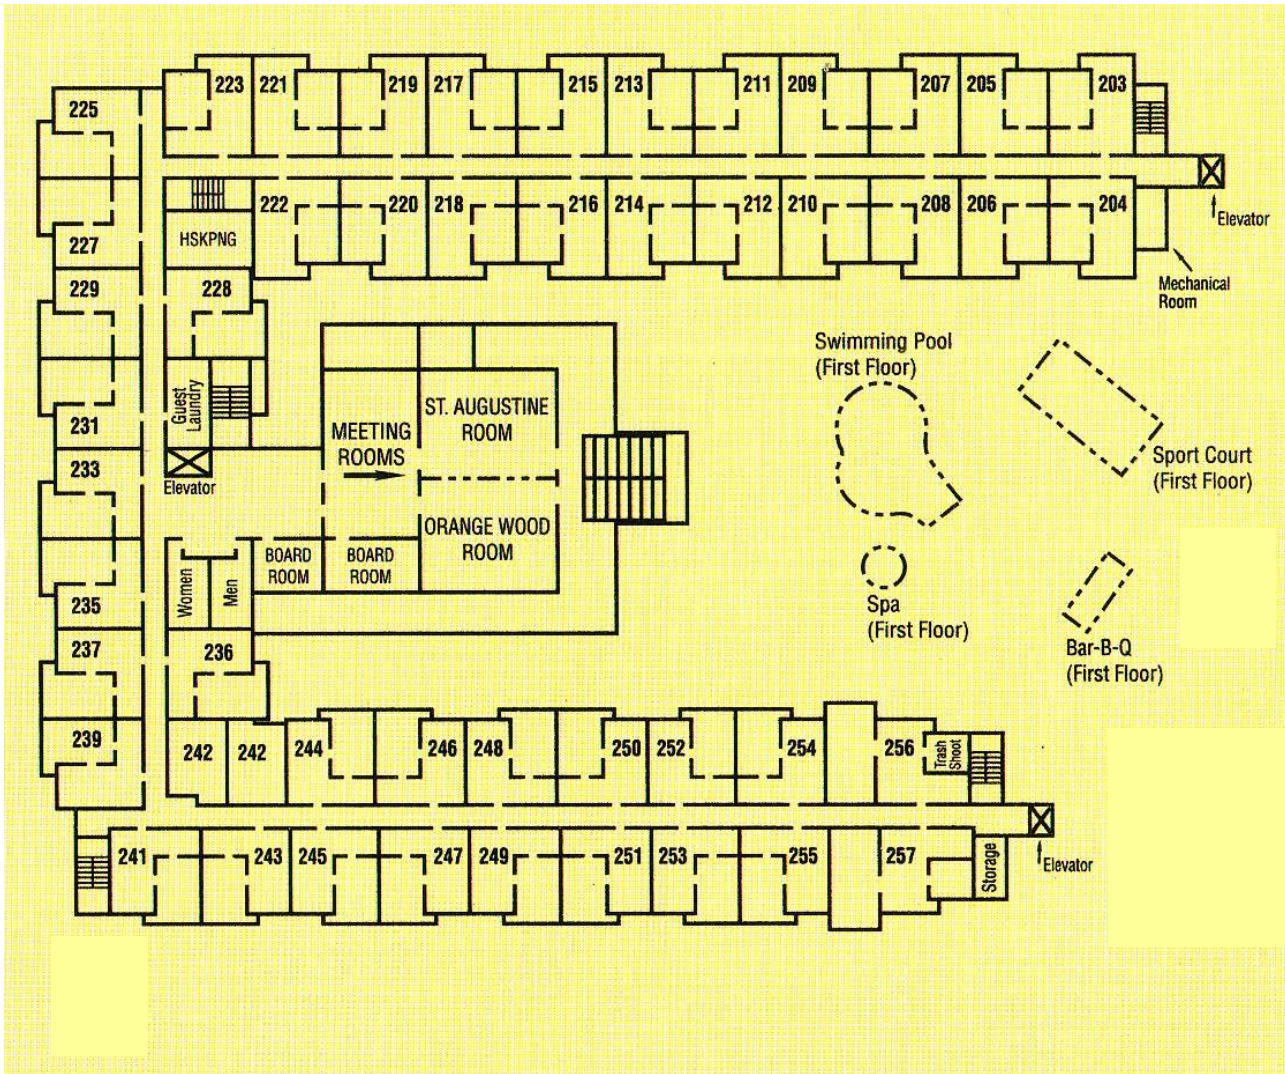 223 221 219 217 215 213 211 209 207 205 203
225
222 220 218 216 214 212 210 208 206 204
HSKPNG
227
Elevator
229 228
Mechanical
Room
Swimming Pool
(First Floor)
Guest
Laundry
231
MEETING
ROOMS
ST. AUGUSTINE
ROOM
233
Elevator
Sport Court
(First Floor)
ORANGE WOOD
ROOM
BOARD
ROOM
BOARD
ROOM
Women
Men
235
Spa
(First Floor)
237 236
Bar-B-Q
(First Floor)
239
242 242 244 246 248 250 252 254 256
Trash
Shoot
241 243 245 247 249 251 253 255 257
Storage
Elevator